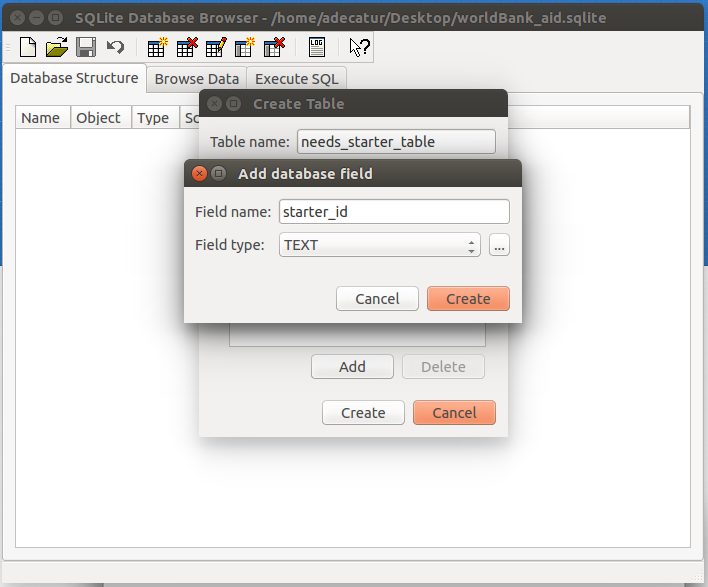 SQLite Database Browser - /home/adecatur/Desktop/worldBank_aid.sqlite
LOG
Database Structure Browse Data Execute SQL
Name Object Type
Create Table
Table name: needs_starter_table
Add database field
Field name: starter_id
Field type: TEXT ...
Cancel Create
Add Delete
Create Cancel